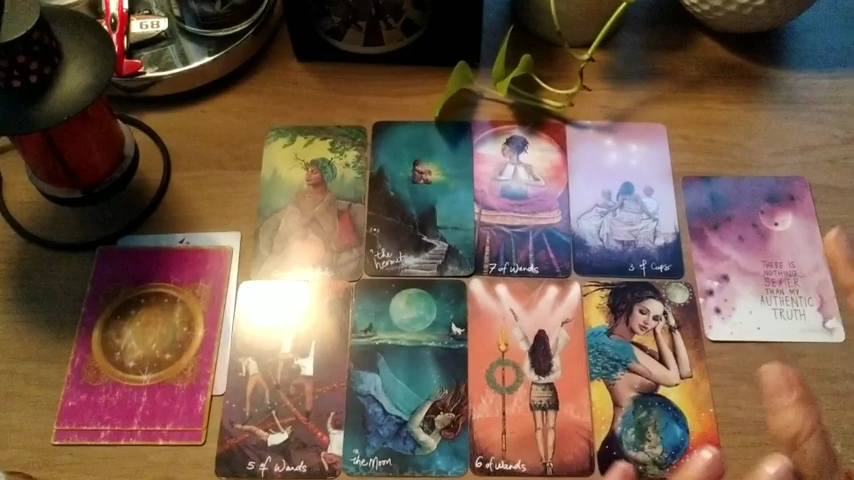 68
the
hermit
7 of Wands
3 of Cups
THERE IS
NOTHING
SEXIER
THAN MY
AUTHENTIC
TRUTH
5 of Wands
the Moon
6 of Wands